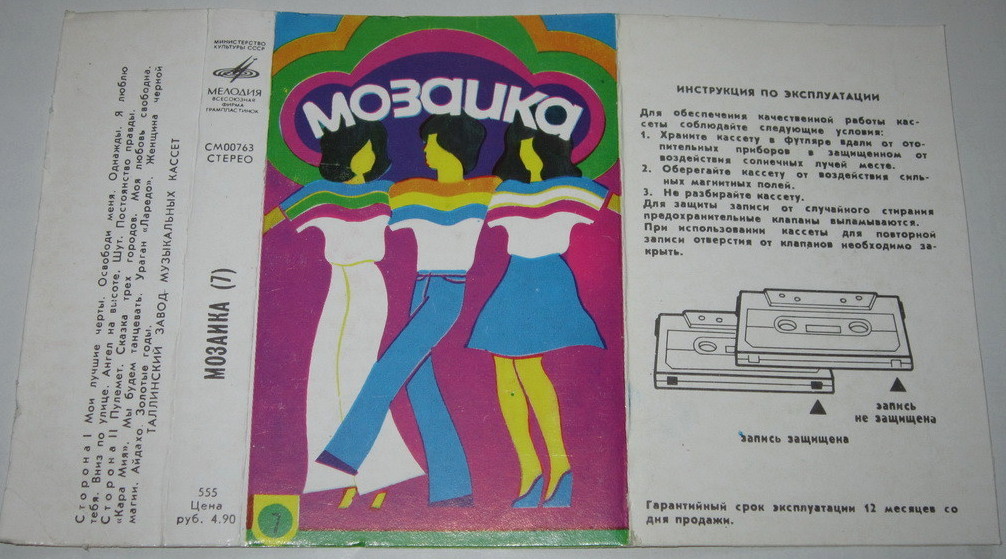 Сторона I Мои лучшие черты. Освободи меня. Однажды. Я люблю
тебя. Вниз по улице. Ангел на высоте. Шут. Постоянство правды.
Сторона II Пулемет. Сказка трех городов. Моя любовь свободна.
«Кара Мия». Мы будем танцевать. Ураган «Ларедо». Женщина черной
магии. Айдахо. Золотые годы.
ТАЛЛИНСКИЙ ЗАВОД МУЗЫКАЛЬНЫХ КАССЕТ
МИНИСТЕРСТВО
КУЛЬТУРЫ СССР
МЕЛОДИЯ
ВСЕСОЮЗНАЯ
ФИРМА
ГРАМПЛАСТИНОК
СМ00763
СТЕРЕО
МОЗАИКА (7)
555
Цена
руб. 4.90
мозаика
ИНСТРУКЦИЯ ПО ЭКСПЛУАТАЦИИ
Для обеспечения качественной работы кас-
сеты соблюдайте следующие условия:
1. Храните кассету в футляре вдали от ото-
пительных приборов в защищенном от
воздействия солнечных лучей месте.
2. Оберегайте кассету от воздействия силь-
ных магнитных полей.
3. Не разбирайте кассету.
Для защиты записи от случайного стирания
предохранительные клапаны выламываются.
При использовании кассеты для повторной
записи отверстия от клапанов необходимо за-
крыть.
запись
не защищена
запись защищена
Гарантийный срок эксплуатации 12 месяцев со
дня продажи.